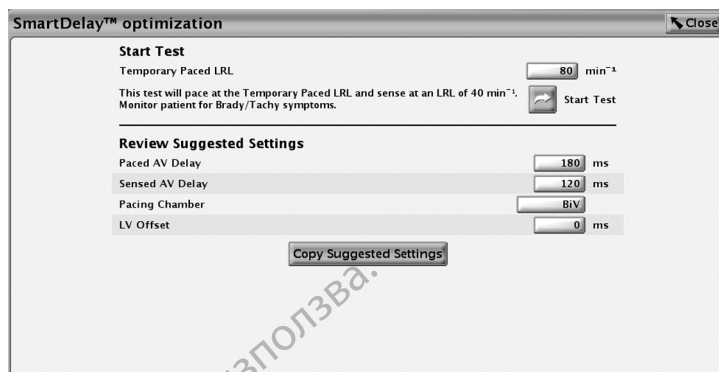 SmartDelay™ optimization
Close
Start Test
Temporary Paced LRL 80 min⁻¹
This test will pace at the Temporary Paced LRL and sense at an LRL of 40 min⁻¹.
Monitor patient for Brady/Tachy symptoms.
Start Test
Review Suggested Settings
Paced AV Delay 180 ms
Sensed AV Delay 120 ms
Pacing Chamber BiV
LV Offset 0 ms
Copy Suggested Settings